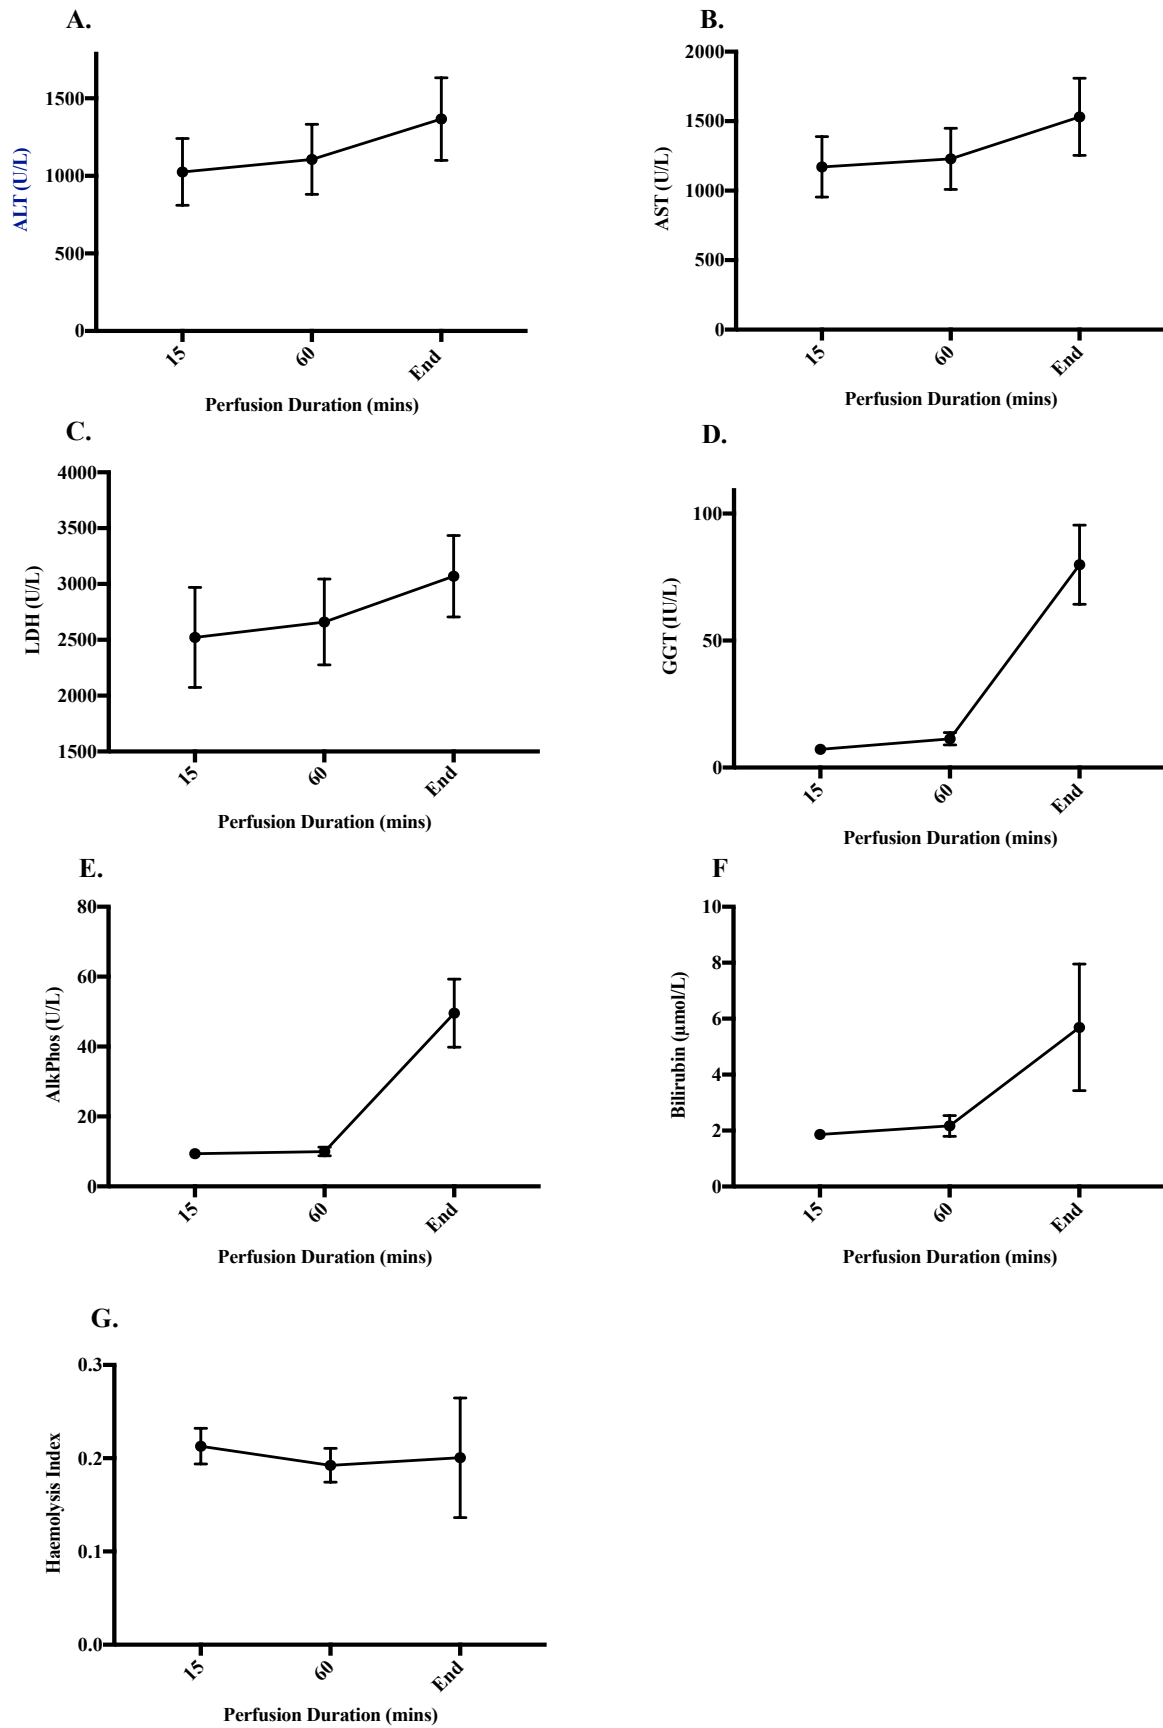 A.
ALT (U/L)
1500
1000
500
0
15
60
End
Perfusion Duration (mins)
B.
AST (U/L)
2000
1500
1000
500
0
15
60
End
Perfusion Duration (mins)
C.
LDH (U/L)
4000
3500
3000
2500
2000
1500
15
60
End
Perfusion Duration (mins)
D.
GGT (IU/L)
100
50
0
15
60
End
Perfusion Duration (mins)
E.
AlkPhos (U/L)
80
60
40
20
0
15
60
End
Perfusion Duration (mins)
F
Bilirubin (µmol/L)
10
8
6
4
2
0
15
60
End
Perfusion Duration (mins)
G.
Haemolysis Index
0.3
0.2
0.1
0.0
15
60
End
Perfusion Duration (mins)